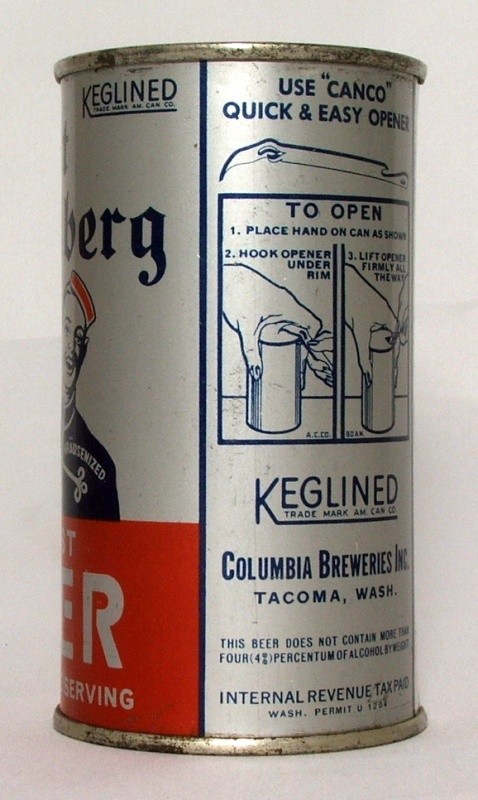 KEGLINED
TRADE MARK AM. CAN CO.
berg
GRADSENIZED
ST
ER
SERVING
USE "CANCO"
QUICK & EASY OPENER
TO OPEN
1. PLACE HAND ON CAN AS SHOWN
2. HOOK OPENER
UNDER
RIM
3. LIFT OPENER
FIRMLY ALL
THE WAY
A.C.CO.
80 A K
KEGLINED
TRADE MARK AM. CAN CO.
COLUMBIA BREWERIES INC.
TACOMA, WASH.
THIS BEER DOES NOT CONTAIN MORE THAN
FOUR (4%) PERCENTUM OF ALCOHOL BY WEIGHT
INTERNAL REVENUE TAX PAID
WASH. PERMIT U